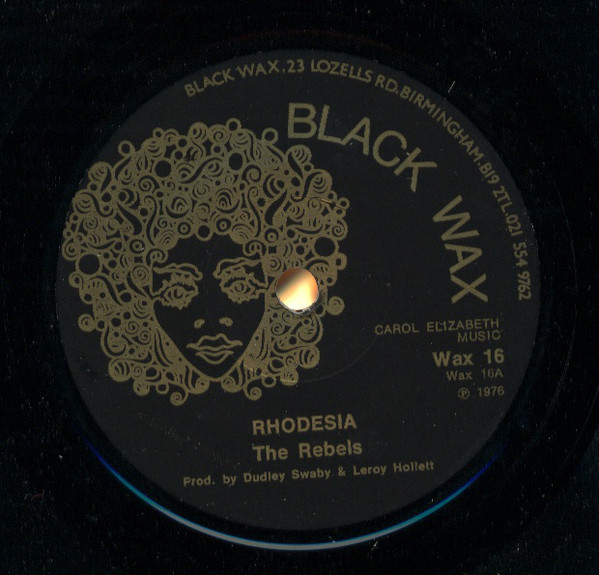 BLACK WAX.23 LOZELLS RD.BIRMINGHAM.B19 2TL.021 554 9762
BLACK WAX
CAROL ELIZABETH
MUSIC
Wax 16
Wax 16A
℗ 1976
RHODESIA
The Rebels
Prod. by Dudley Swaby & Leroy Hollett